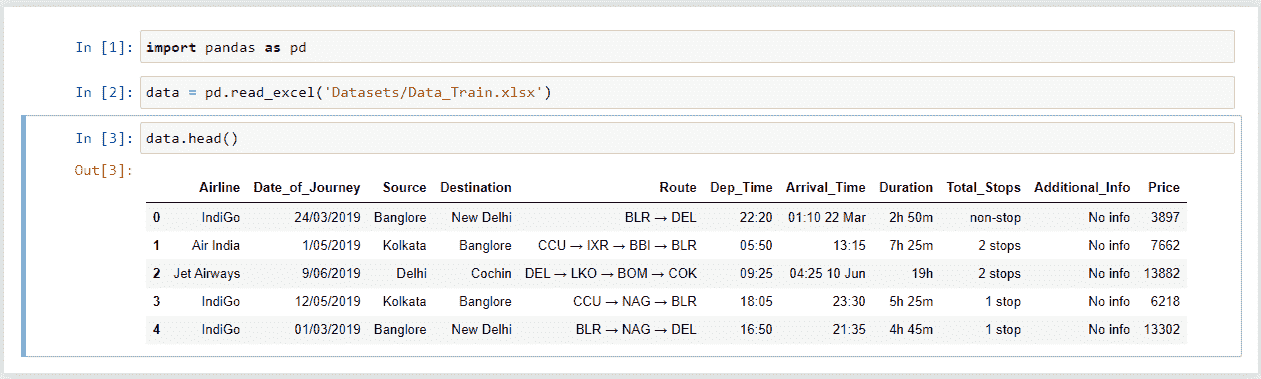 In [1]: import pandas as pd
In [2]: data = pd.read_excel('Datasets/Data_Train.xlsx')
In [3]: data.head()
Out[3]:
Airline Date_of_Journey Source Destination Route Dep_Time Arrival_Time Duration Total_Stops Additional_Info Price
0 IndiGo 24/03/2019 Banglore New Delhi BLR → DEL 22:20 01:10 22 Mar 2h 50m non-stop No info 3897
1 Air India 1/05/2019 Kolkata Banglore CCU → IXR → BBI → BLR 05:50 13:15 7h 25m 2 stops No info 7662
2 Jet Airways 9/06/2019 Delhi Cochin DEL → LKO → BOM → COK 09:25 04:25 10 Jun 19h 2 stops No info 13882
3 IndiGo 12/05/2019 Kolkata Banglore CCU → NAG → BLR 18:05 23:30 5h 25m 1 stop No info 6218
4 IndiGo 01/03/2019 Banglore New Delhi BLR → NAG → DEL 16:50 21:35 4h 45m 1 stop No info 13302